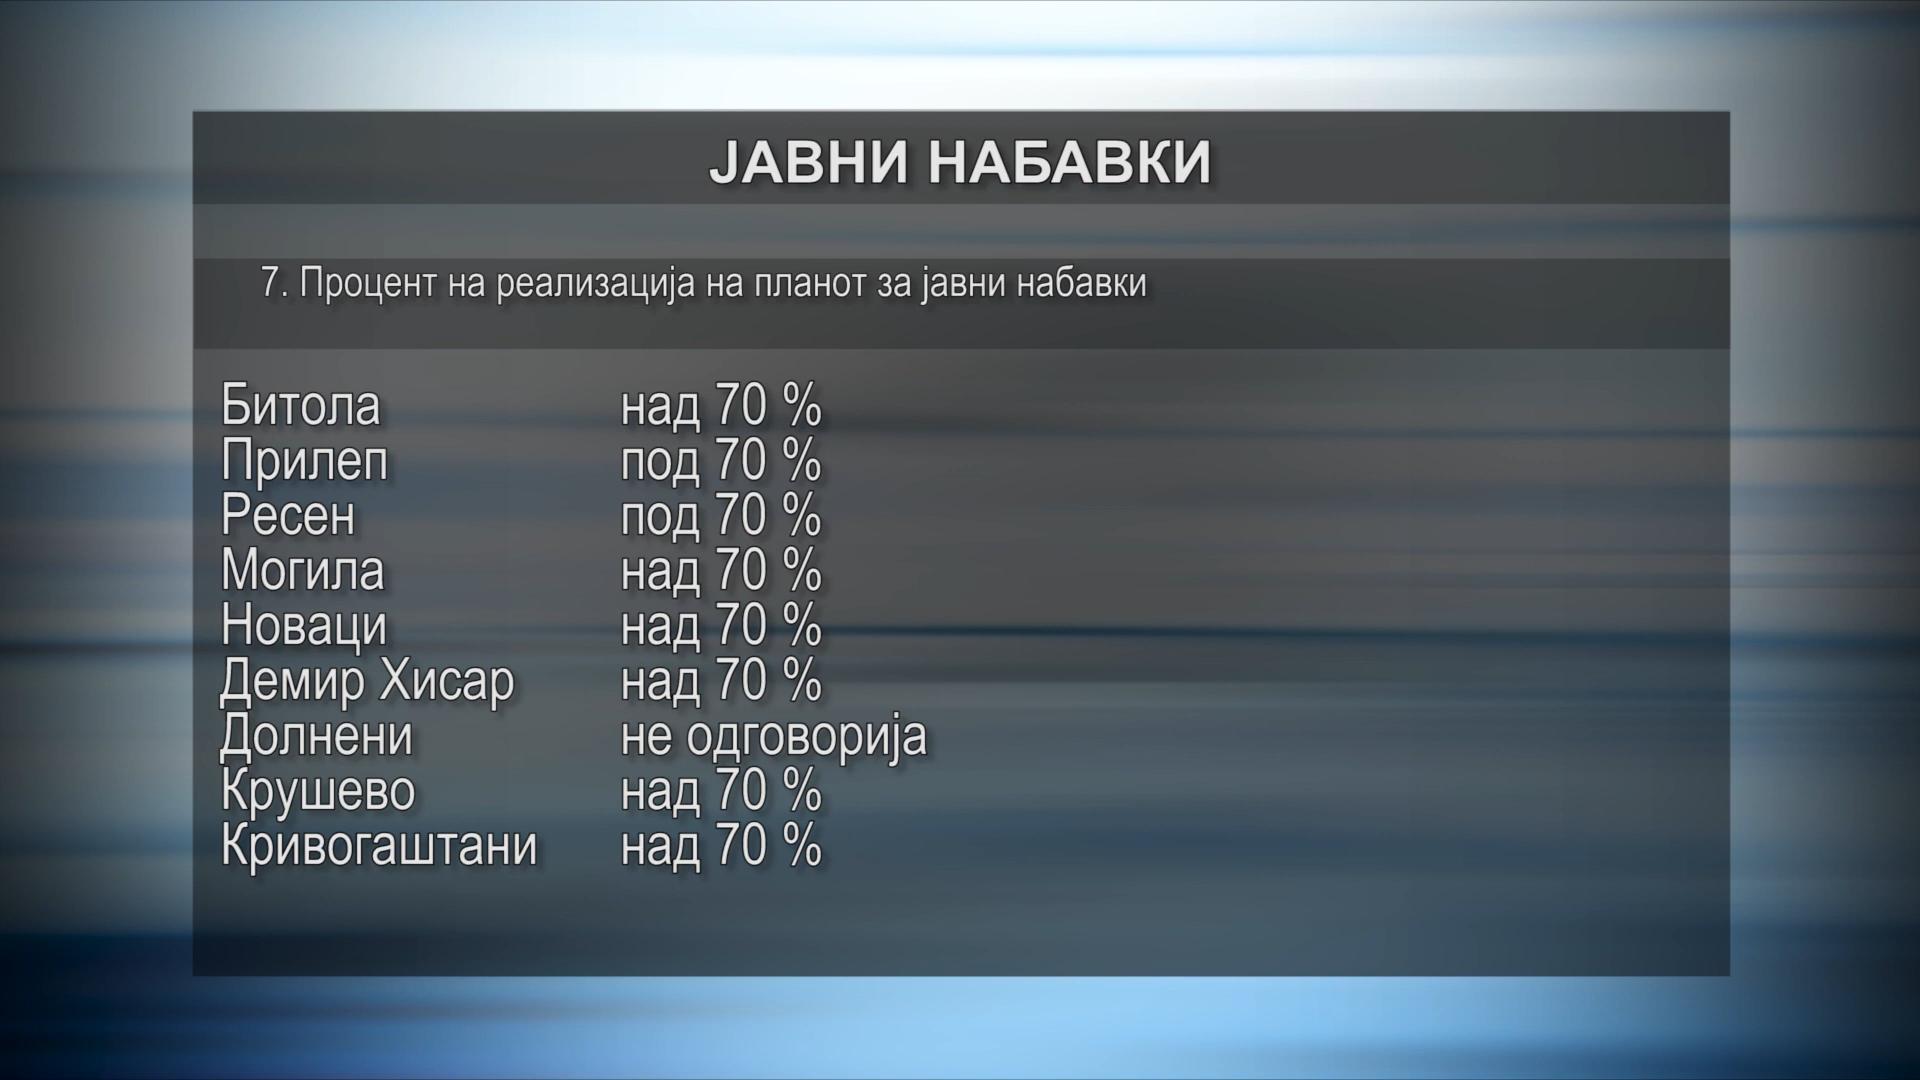 ЈАВНИ НАБАВКИ
7. Процент на реализација на планот за јавни набавки
Битола над 70 %
Прилеп под 70 %
Ресен под 70 %
Могила над 70 %
Новаци над 70 %
Демир Хисар над 70 %
Долнени не одговорија
Крушево над 70 %
Кривогаштани над 70 %